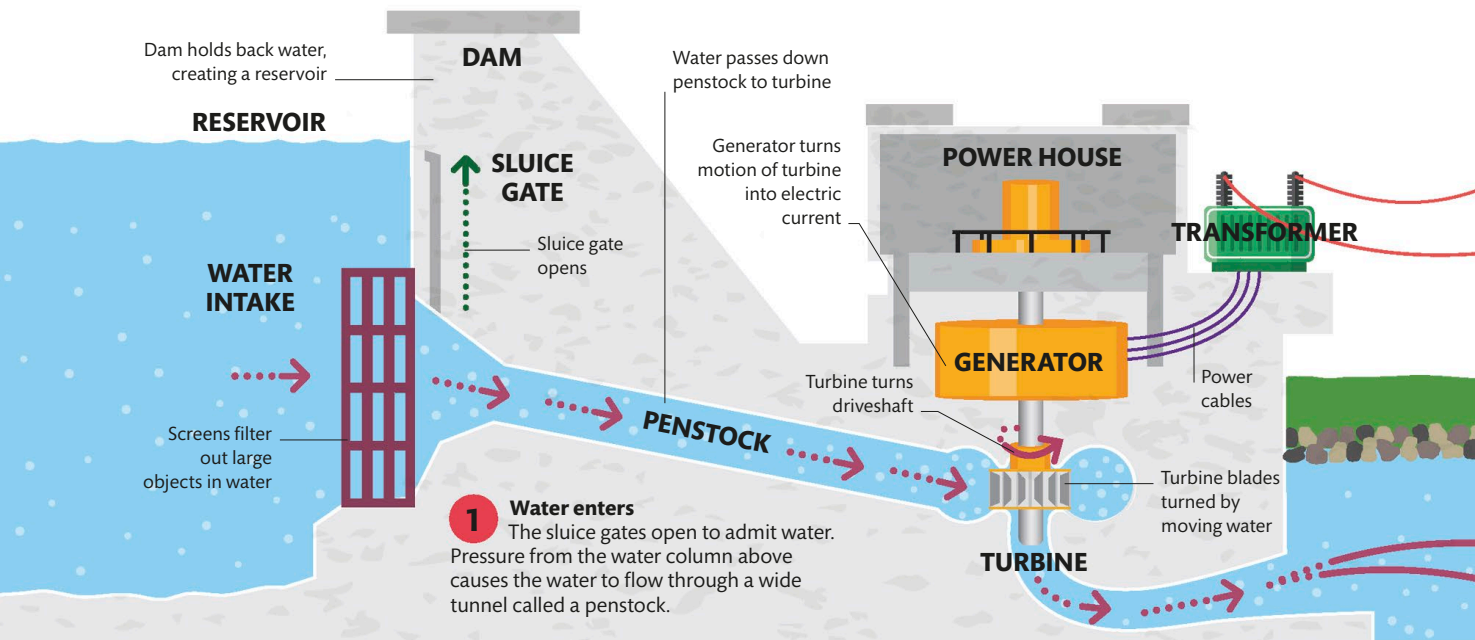 Dam holds back water,
creating a reservoir
DAM
RESERVOIR
Water passes down
penstock to turbine
SLUICE
GATE
Sluice gate
opens
WATER
INTAKE
Screens filter
out large
objects in water
PENSTOCK
1 Water enters
The sluice gates open to admit water.
Pressure from the water column above
causes the water to flow through a wide
tunnel called a penstock.
Generator turns
motion of turbine
into electric
current
POWER HOUSE
TRANSFORMER
GENERATOR
Turbine turns
driveshaft
Power
cables
Turbine blades
turned by
moving water
TURBINE